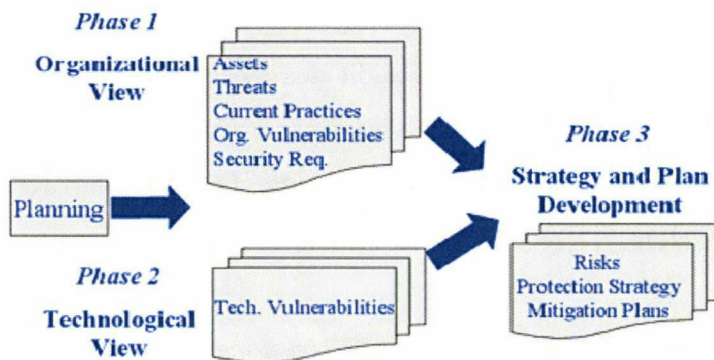 Phase 1
Organizational
View
Assets
Threats
Current Practices
Org. Vulnerabilities
Security Req.
Planning
Phase 2
Technological
View
Tech. Vulnerabilities
Phase 3
Strategy and Plan
Development
Risks
Protection Strategy
Mitigation Plans